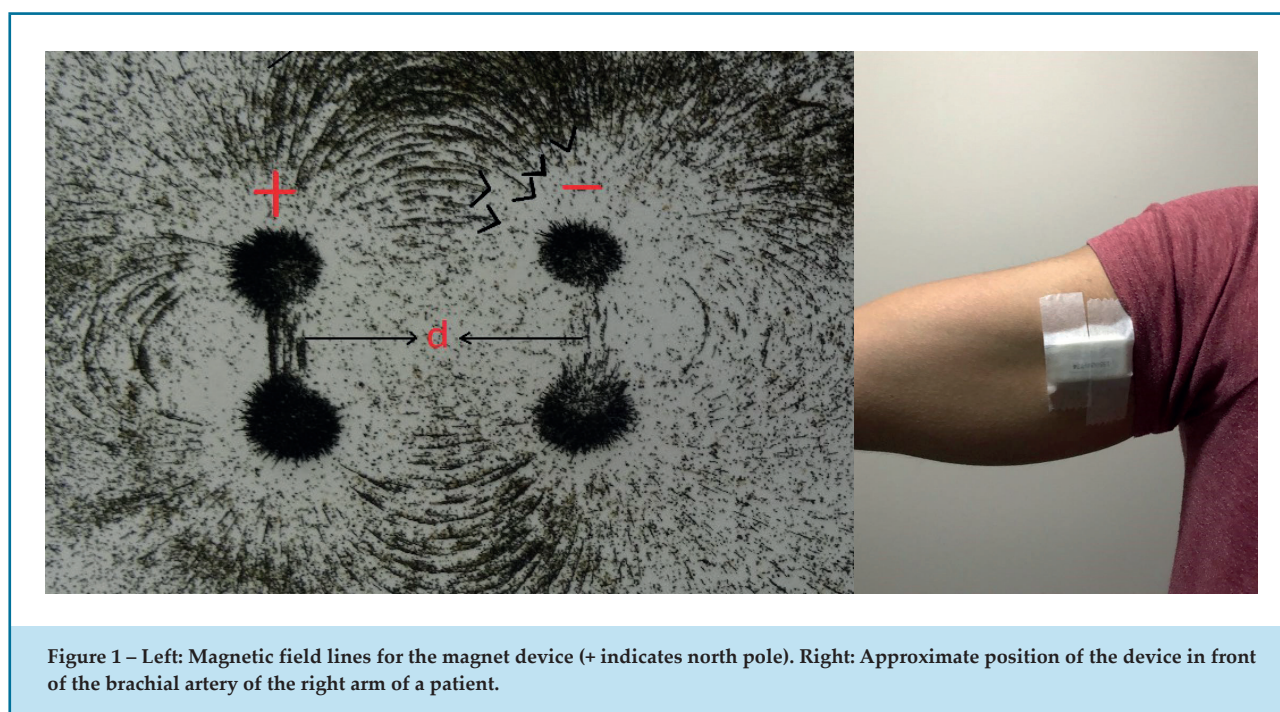 +
−
d
Figure 1 – Left: Magnetic field lines for the magnet device (+ indicates north pole). Right: Approximate position of the device in front
of the brachial artery of the right arm of a patient.